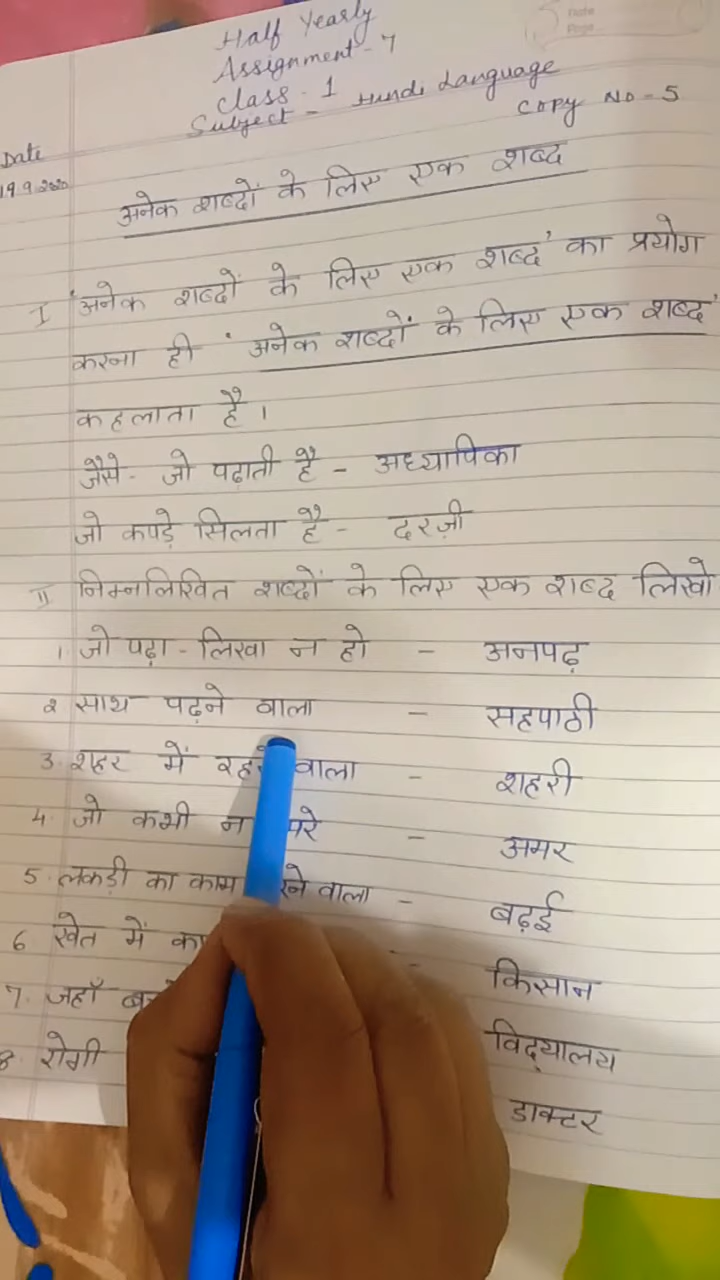 Half Yearly
Assignment - 7
Class - 1
Subject - Hindi Language
Copy No - 5
Date
19.9.2020
अनेक शब्दों के लिए एक शब्द
I 'अनेक शब्दों के लिए एक शब्द' का प्रयोग
करना ही 'अनेक शब्दों के लिए एक शब्द'
कहलाता है।
जैसे - जो पढ़ाती है - अध्यापिका
जो कपड़े सिलता है - दरज़ी
II निम्नलिखित शब्दों के लिए एक शब्द लिखो
1. जो पढ़ा - लिखा न हो - अनपढ़
2 साथ पढ़ने वाला - सहपाठी
3. शहर में रहने वाला - शहरी
4. जो कभी न मरे - अमर
5. लकड़ी का काम करने वाला - बढ़ई
6 खेत में - किसान
7. जहाँ विद्यालय
8. रोगी डाक्टर